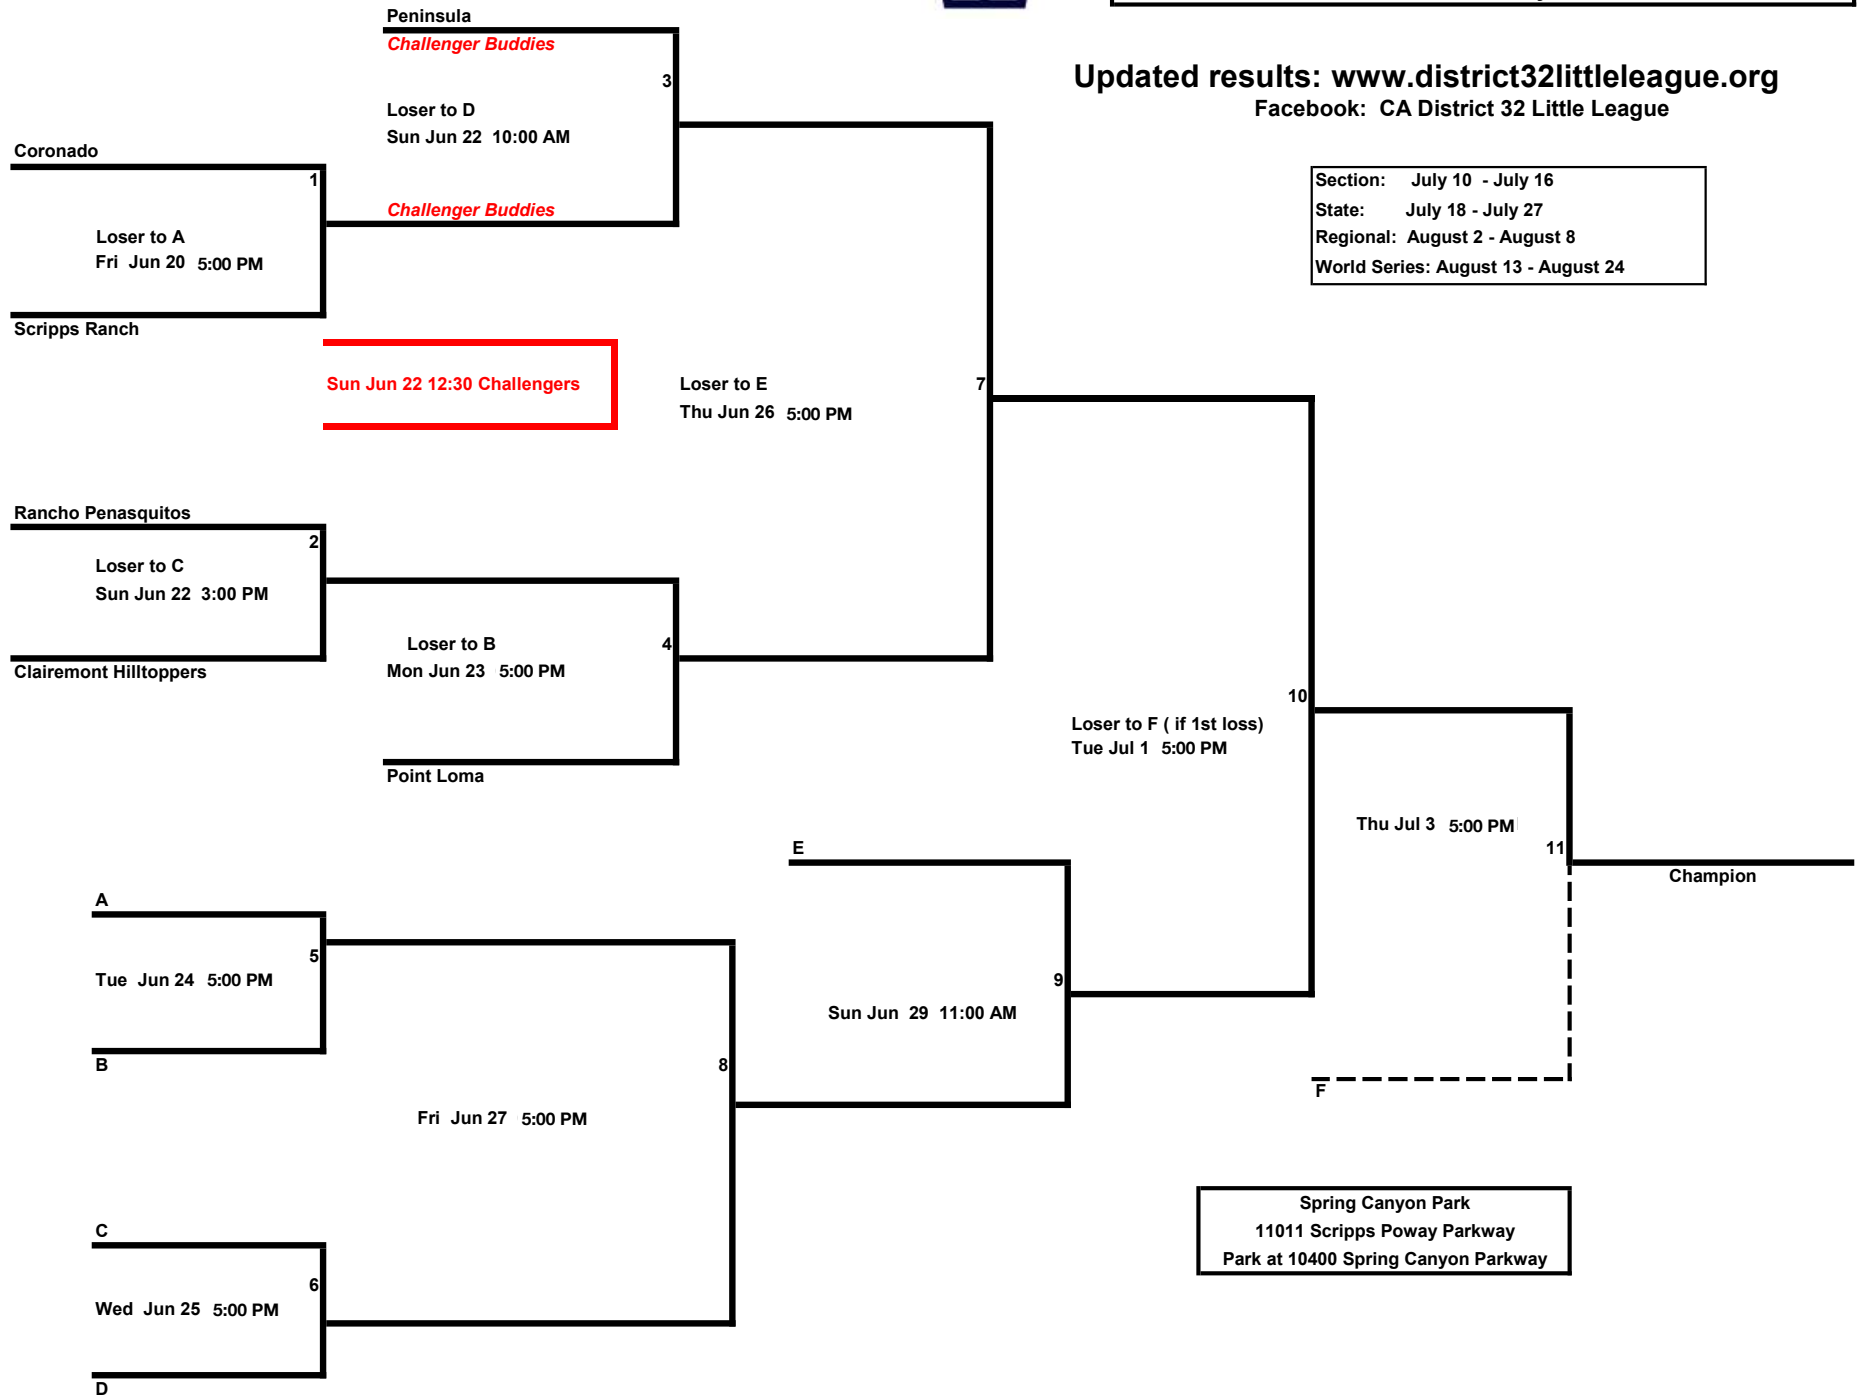 Peninsula
Challenger Buddies
3
Updated results: www.district32littleleague.org
Facebook: CA District 32 Little League
Loser to D
Sun Jun 22 10:00 AM
Coronado
1
Section: July 10 - July 16
State: July 18 - July 27
Regional: August 2 - August 8
World Series: August 13 - August 24
Challenger Buddies
Loser to A
Fri Jun 20 5:00 PM
Scripps Ranch
Sun Jun 22 12:30 Challengers
Loser to E
7
Thu Jun 26 5:00 PM
Rancho Penasquitos
2
Loser to C
Sun Jun 22 3:00 PM
Loser to B
4
Mon Jun 23 5:00 PM
Clairemont Hilltoppers
10
Loser to F ( if 1st loss)
Tue Jul 1 5:00 PM
Point Loma
Thu Jul 3 5:00 PM
E
11
Champion
A
5
Tue Jun 24 5:00 PM
9
Sun Jun 29 11:00 AM
B
8
F
Fri Jun 27 5:00 PM
Spring Canyon Park
11011 Scripps Poway Parkway
Park at 10400 Spring Canyon Parkway
C
6
Wed Jun 25 5:00 PM
D